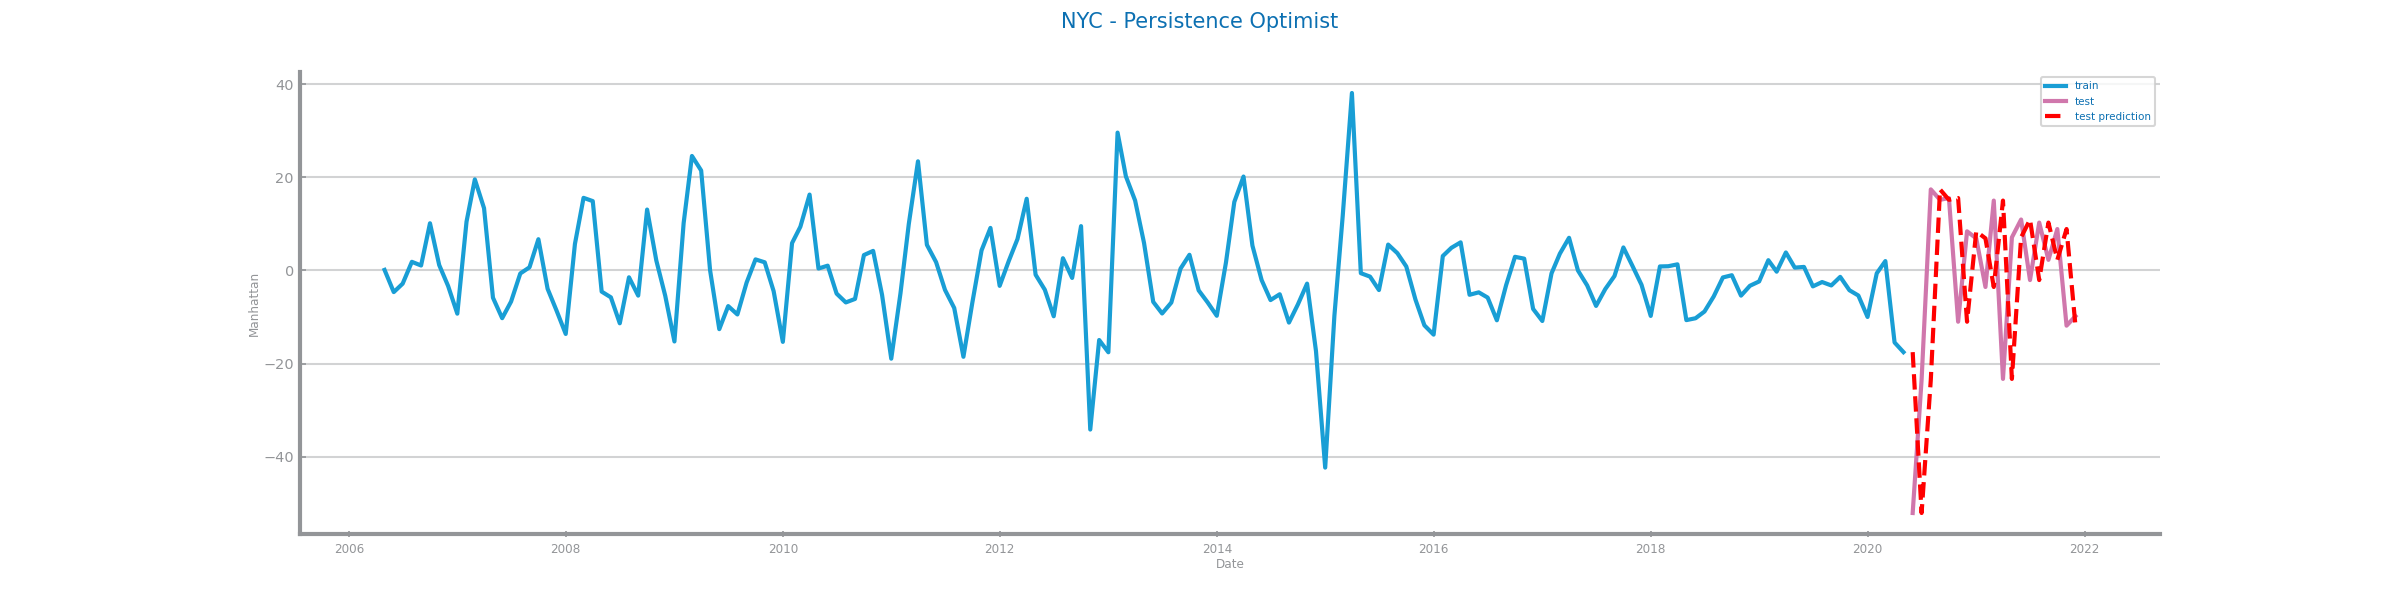 NYC - Persistence Optimist
train
test
test prediction
40
20
0
−20
−40
Manhattan
2006 2008 2010 2012 2014 2016 2018 2020 2022
Date